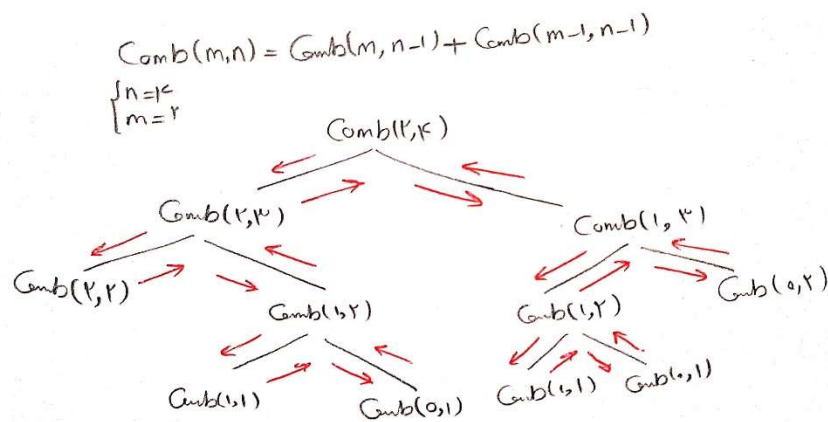 Comb(m,n) = Comb(m, n-1) + Comb(m-1, n-1)
{n=۴
m=۲
Comb(۲,۴)
Comb(۲,۳) Comb(۱,۳)
Comb(۲,۲) Comb(۱,۲) Comb(۱,۲) Comb(۰,۲)
Comb(۱,۱) Comb(۰,۱) Comb(۱,۱) Comb(۰,۱)